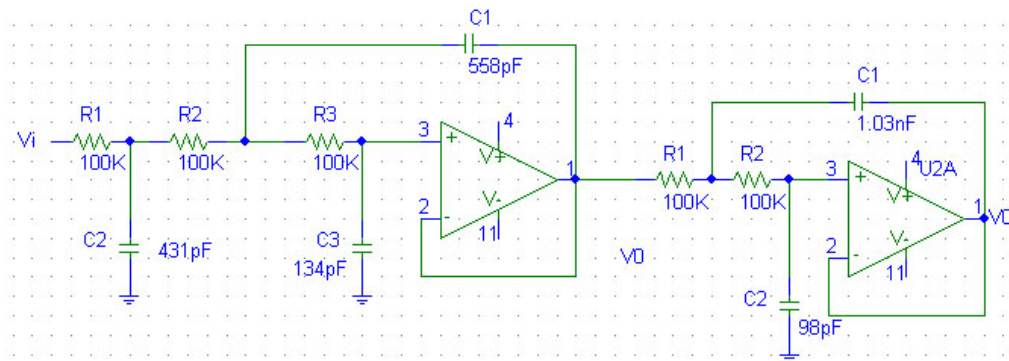 C1
558pF
R1
R2
R3
Vi
100K
100K
100K
3
4
+
V+
1
V-
2
-
11
C2
431pF
C3
134pF
V0
C1
1.03nF
R1
R2
100K
100K
3
4
U2A
+
V+
1
V0
V-
2
-
11
C2
98pF